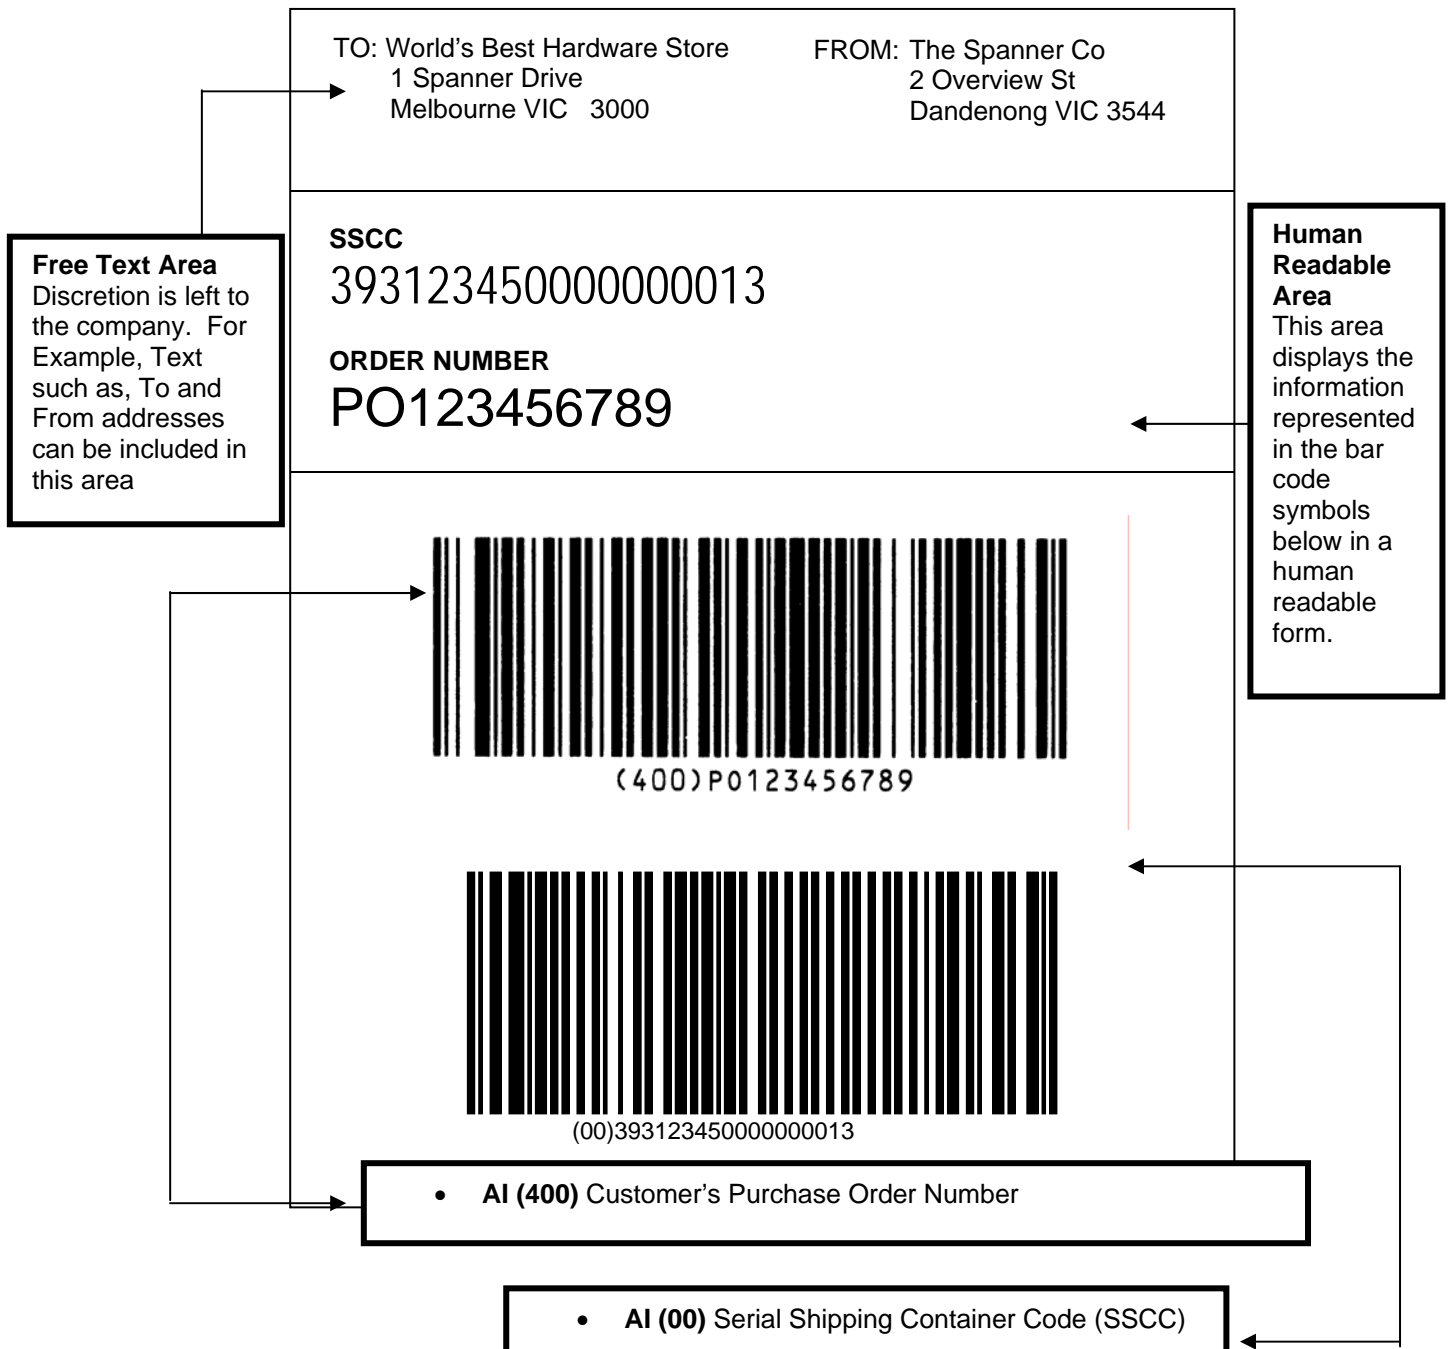 TO: World's Best Hardware Store
1 Spanner Drive
Melbourne VIC 3000
FROM: The Spanner Co
2 Overview St
Dandenong VIC 3544
Free Text Area
Discretion is left to
the company. For
Example, Text
such as, To and
From addresses
can be included in
this area
SSCC
393123450000000013
ORDER NUMBER
PO123456789
Human
Readable
Area
This area
displays the
information
represented
in the bar
code
symbols
below in a
human
readable
form.
(400)PO123456789
(00)393123450000000013
• AI (400) Customer's Purchase Order Number
• AI (00) Serial Shipping Container Code (SSCC)